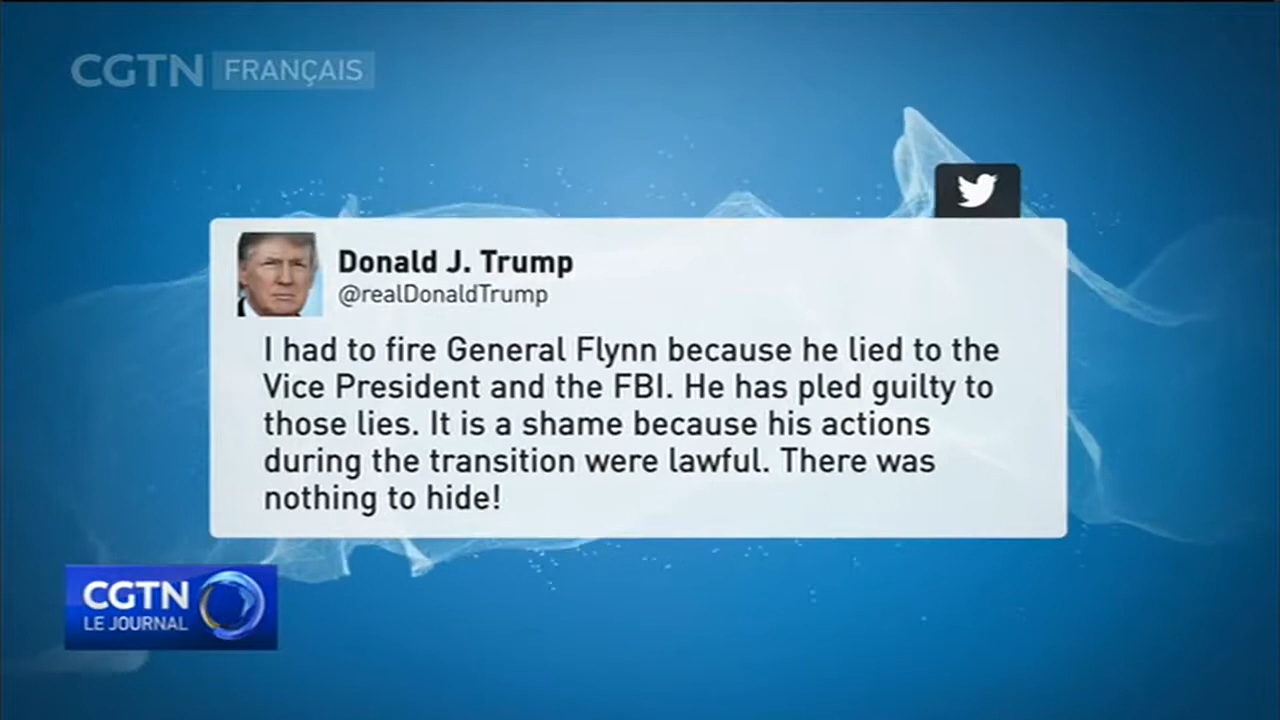 CGTN FRANÇAIS
Donald J. Trump
@realDonaldTrump
I had to fire General Flynn because he lied to the
Vice President and the FBI. He has pled guilty to
those lies. It is a shame because his actions
during the transition were lawful. There was
nothing to hide!
CGTN
LE JOURNAL